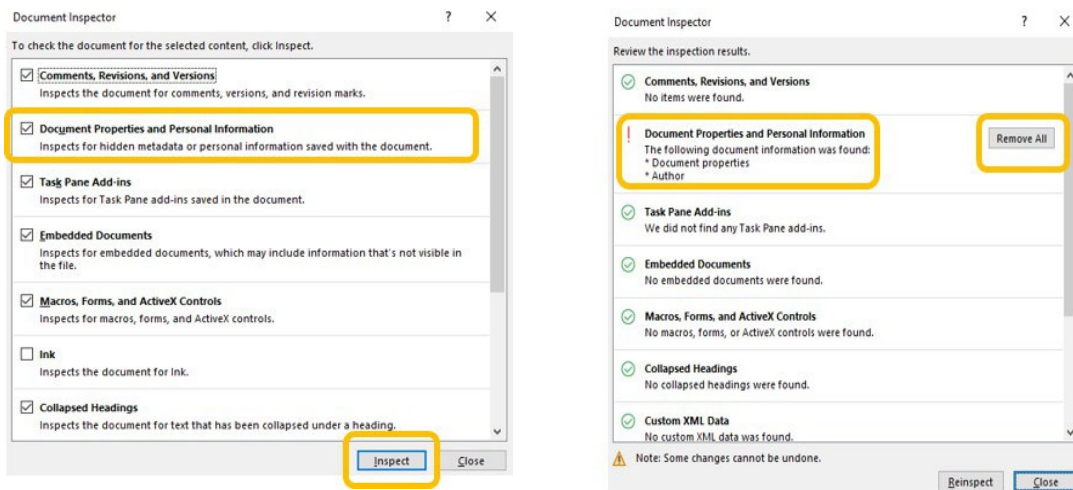 Document Inspector ? ×
To check the document for the selected content, click Inspect.
Comments, Revisions, and Versions
Inspects the document for comments, versions, and revision marks.
Document Properties and Personal Information
Inspects for hidden metadata or personal information saved with the document.
Task Pane Add-ins
Inspects for Task Pane add-ins saved in the document.
Embedded Documents
Inspects for embedded documents, which may include information that's not visible in
the file.
Macros, Forms, and ActiveX Controls
Inspects for macros, forms, and ActiveX controls.
Ink
Inspects the document for Ink.
Collapsed Headings
Inspects the document for text that has been collapsed under a heading.
Inspect Close
Document Inspector ? ×
Review the inspection results.
Comments, Revisions, and Versions
No items were found.
! Document Properties and Personal Information Remove All
The following document information was found:
* Document properties
* Author
Task Pane Add-ins
We did not find any Task Pane add-ins.
Embedded Documents
No embedded documents were found.
Macros, Forms, and ActiveX Controls
No macros, forms, or ActiveX controls were found.
Collapsed Headings
No collapsed headings were found.
Custom XML Data
No custom XML data was found.
Note: Some changes cannot be undone.
Reinspect Close